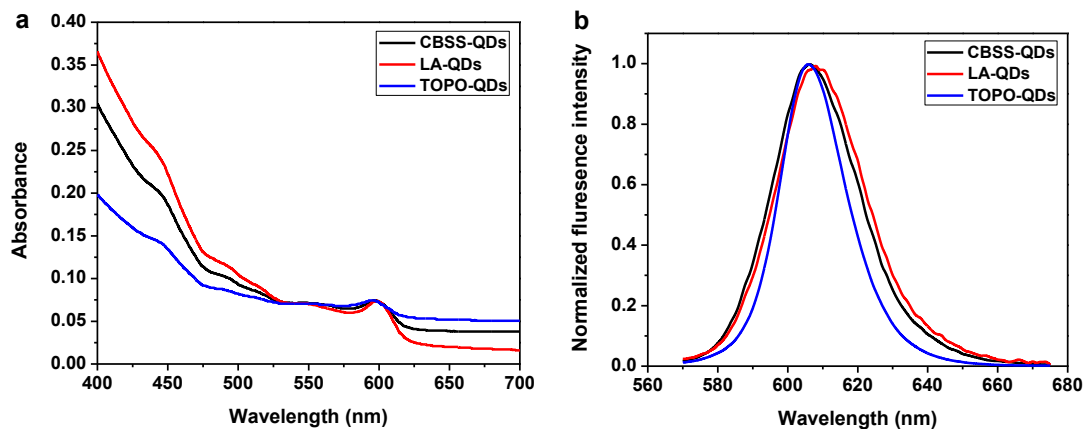 a
0.40
0.35
0.30
0.25
0.20
0.15
0.10
0.05
0.00
Absorbance
CBSS-QDs
LA-QDs
TOPO-QDs
400 450 500 550 600 650 700
Wavelength (nm)
b
1.0
0.8
0.6
0.4
0.2
0.0
Normalized fluresence intensity
CBSS-QDs
LA-QDs
TOPO-QDs
560 580 600 620 640 660 680
Wavelength (nm)